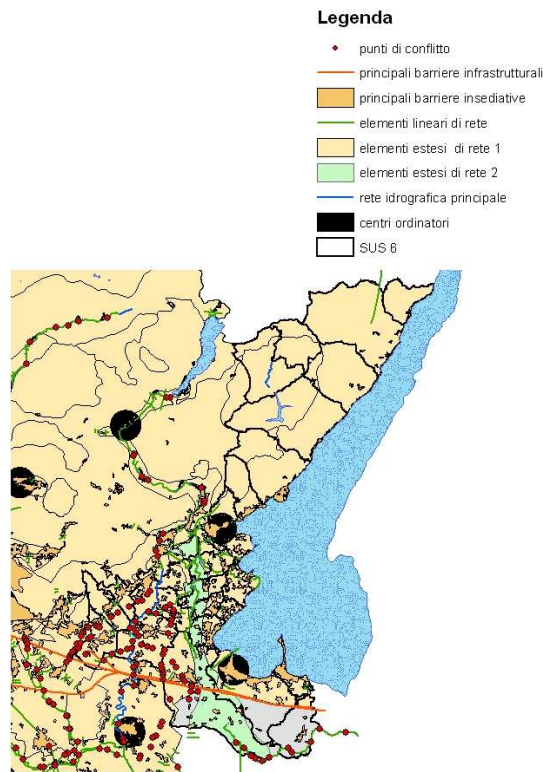 Legenda
punti di conflitto
principali barriere infrastrutturali
principali barriere insediative
elementi lineari di rete
elementi estesi di rete 1
elementi estesi di rete 2
rete idrografica principale
centri ordinatori
SUS 6